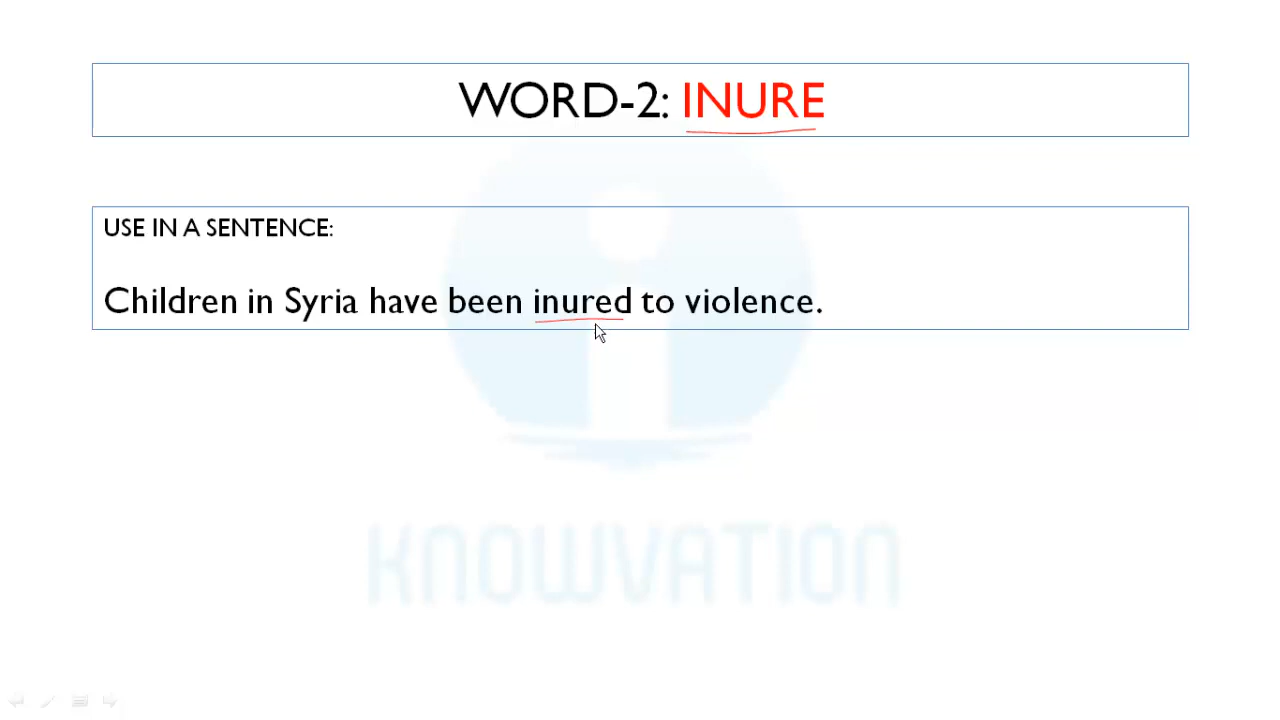 WORD-2: INURE
USE IN A SENTENCE:
Children in Syria have been inured to violence.
KNOWVATION